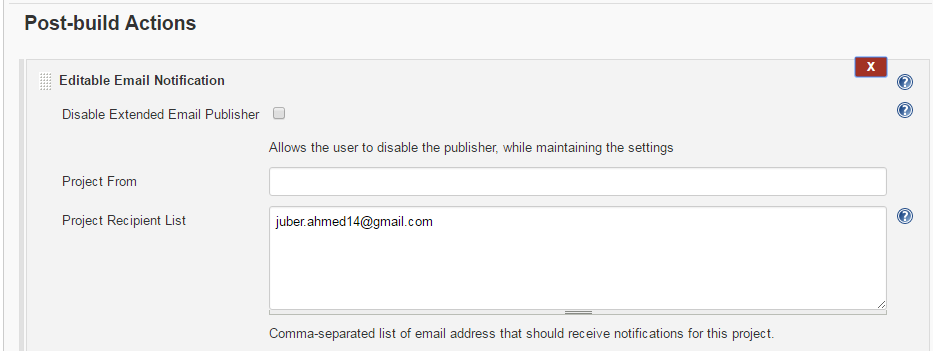 Post-build Actions
X
Editable Email Notification
?
Disable Extended Email Publisher
?
Allows the user to disable the publisher, while maintaining the settings
Project From
Project Recipient List
juber.ahmed14@gmail.com
?
Comma-separated list of email address that should receive notifications for this project.